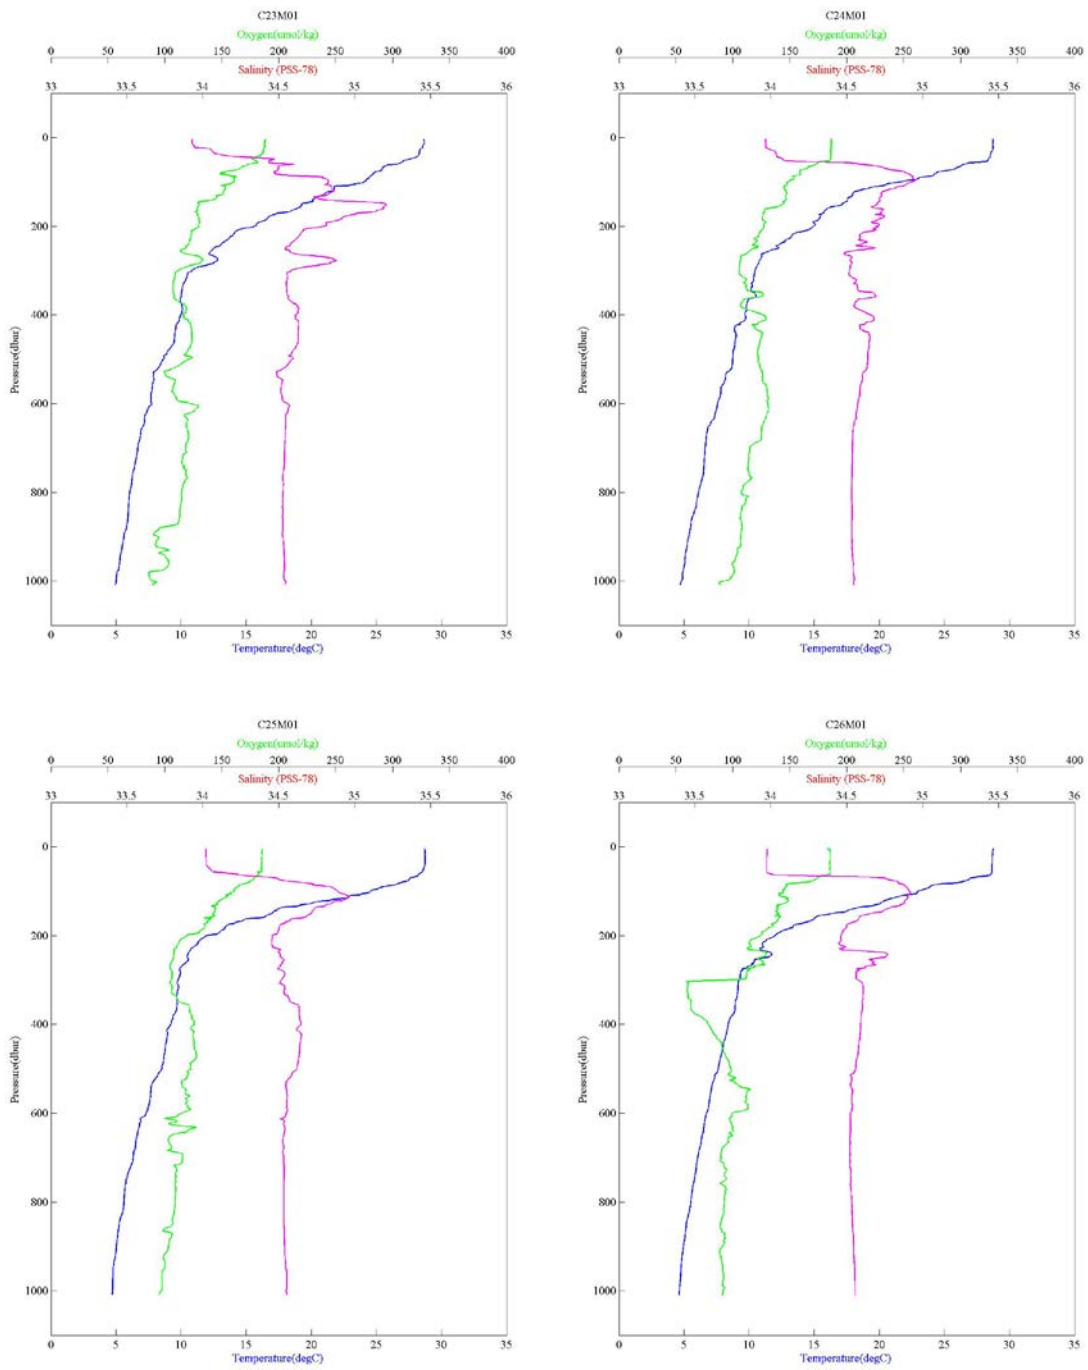 C23M01
Oxygen(umol/kg)
0 50 100 150 200 250 300 350 400
Salinity (PSS-78)
33 33.5 34 34.5 35 35.5 36
0
200
400
600
800
1000
Pressure(dbar)
0 5 10 15 20 25 30 35
Temperature(degC)
C24M01
Oxygen(umol/kg)
0 50 100 150 200 250 300 350 400
Salinity (PSS-78)
33 33.5 34 34.5 35 35.5 36
0
200
400
600
800
1000
Pressure(dbar)
0 5 10 15 20 25 30 35
Temperature(degC)
C25M01
Oxygen(umol/kg)
0 50 100 150 200 250 300 350 400
Salinity (PSS-78)
33 33.5 34 34.5 35 35.5 36
0
200
400
600
800
1000
Pressure(dbar)
0 5 10 15 20 25 30 35
Temperature(degC)
C26M01
Oxygen(umol/kg)
0 50 100 150 200 250 300 350 400
Salinity (PSS-78)
33 33.5 34 34.5 35 35.5 36
0
200
400
600
800
1000
Pressure(dbar)
0 5 10 15 20 25 30 35
Temperature(degC)